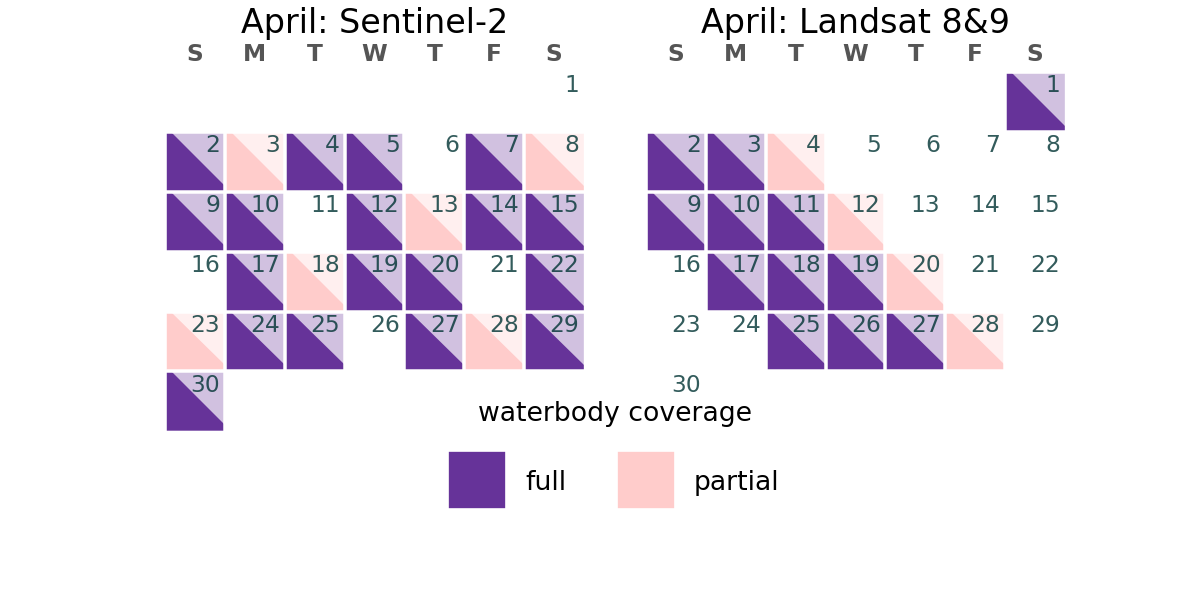 April: Sentinel-2
S M T W T F S
1
2 3 4 5 6 7 8
9 10 11 12 13 14 15
16 17 18 19 20 21 22
23 24 25 26 27 28 29
30
April: Landsat 8&9
S M T W T F S
1
2 3 4 5 6 7 8
9 10 11 12 13 14 15
16 17 18 19 20 21 22
23 24 25 26 27 28 29
30
waterbody coverage
full partial